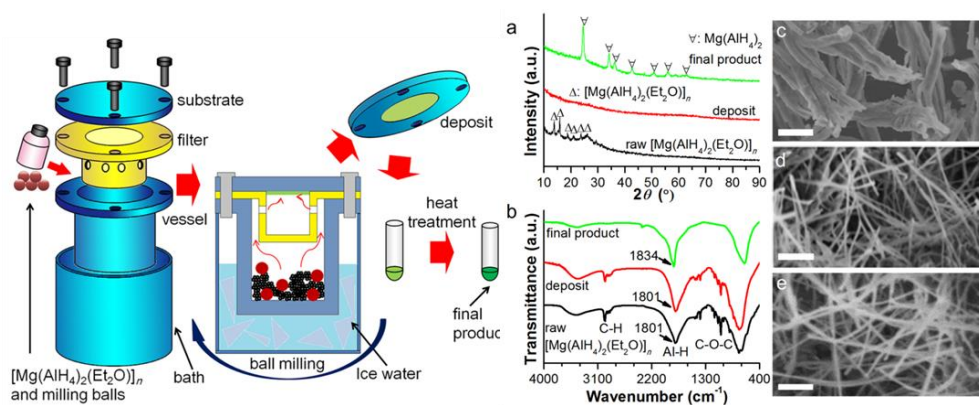 substrate
filter
vessel
[Mg(AlH₄)₂(Et₂O)]ₙ
and milling balls
bath
ball milling
Ice water
deposit
heat
treatment
final
produc
a
Intensity (a.u.)
∀: Mg(AlH₄)₂
final product
Δ: [Mg(AlH₄)₂(Et₂O)]ₙ
deposit
raw [Mg(AlH₄)₂(Et₂O)]ₙ
10 20 30 40 50 60 70 80 90
2θ (°)
b
Transmittance (a.u.)
final product
1834
deposit
1801
raw
[Mg(AlH₄)₂(Et₂O)]ₙ
C-H
1801
Al-H
C-O-C
4000 3100 2200 1300 400
Wavenumber (cm⁻¹)
c
d
e